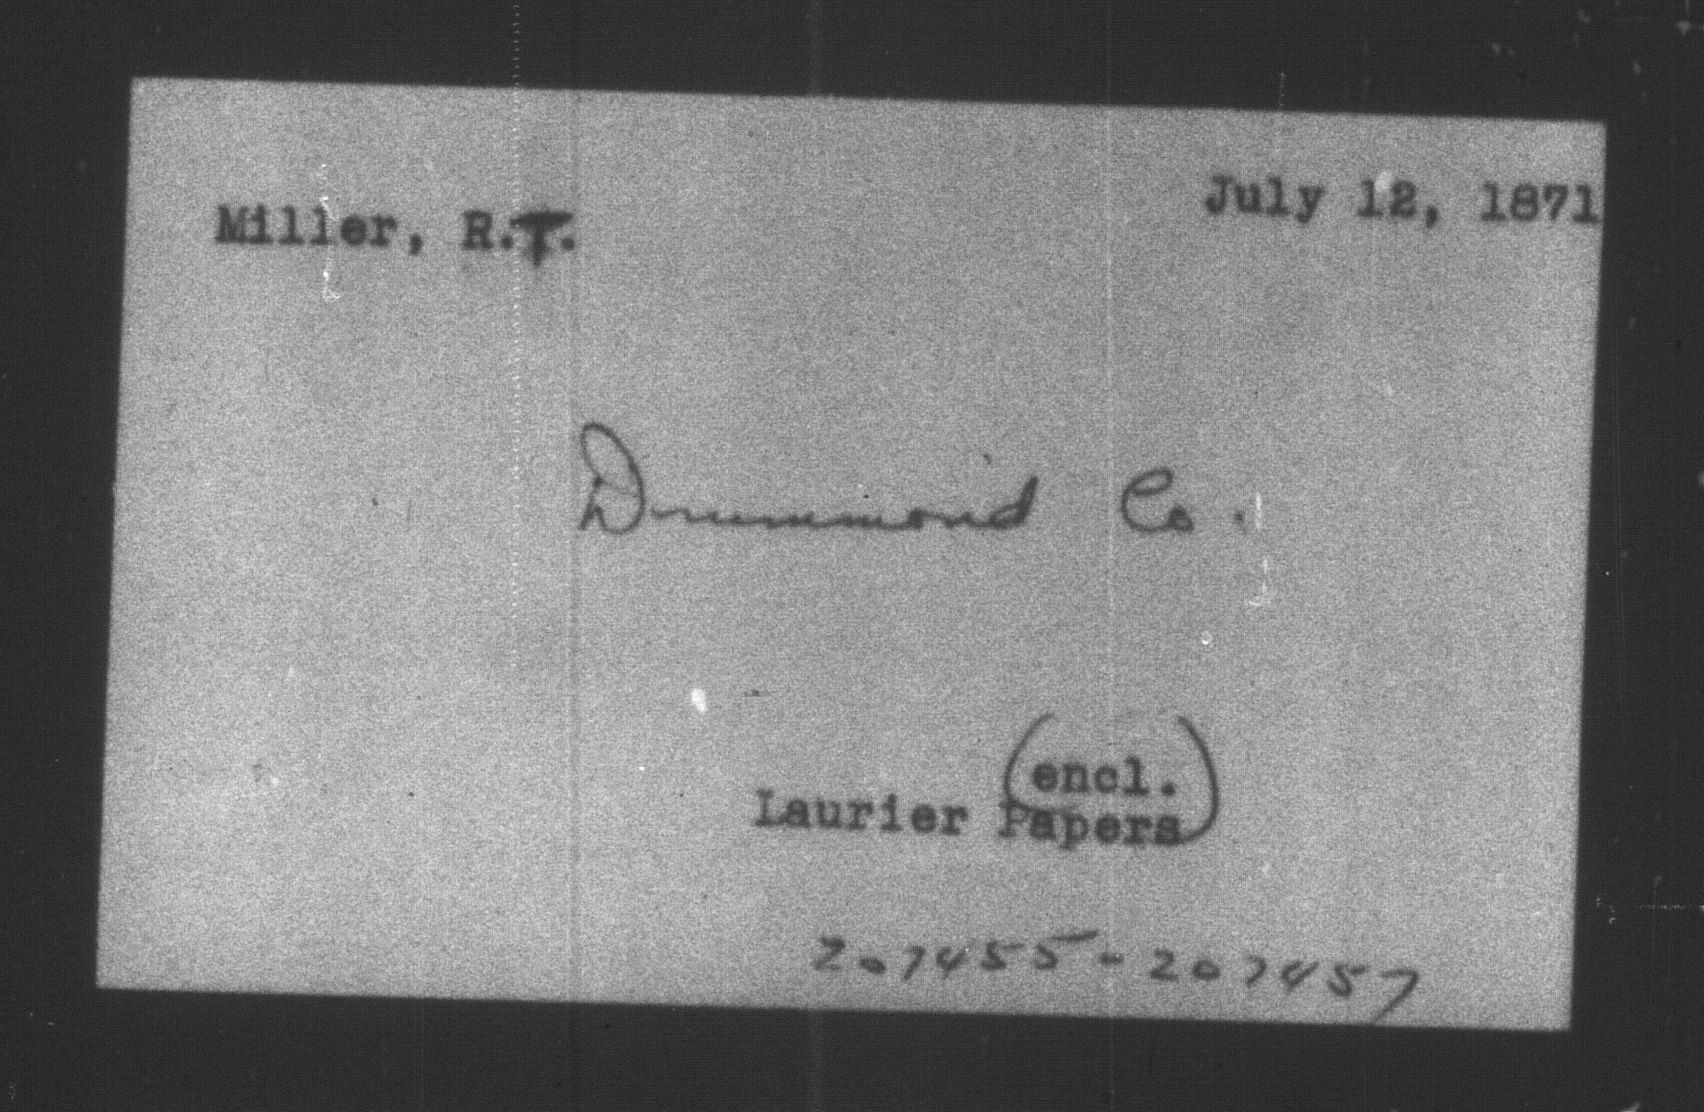 Miller, R.T.
July 12, 1871
Drummond Co.
(encl.)
Laurier Papers
207455-207457